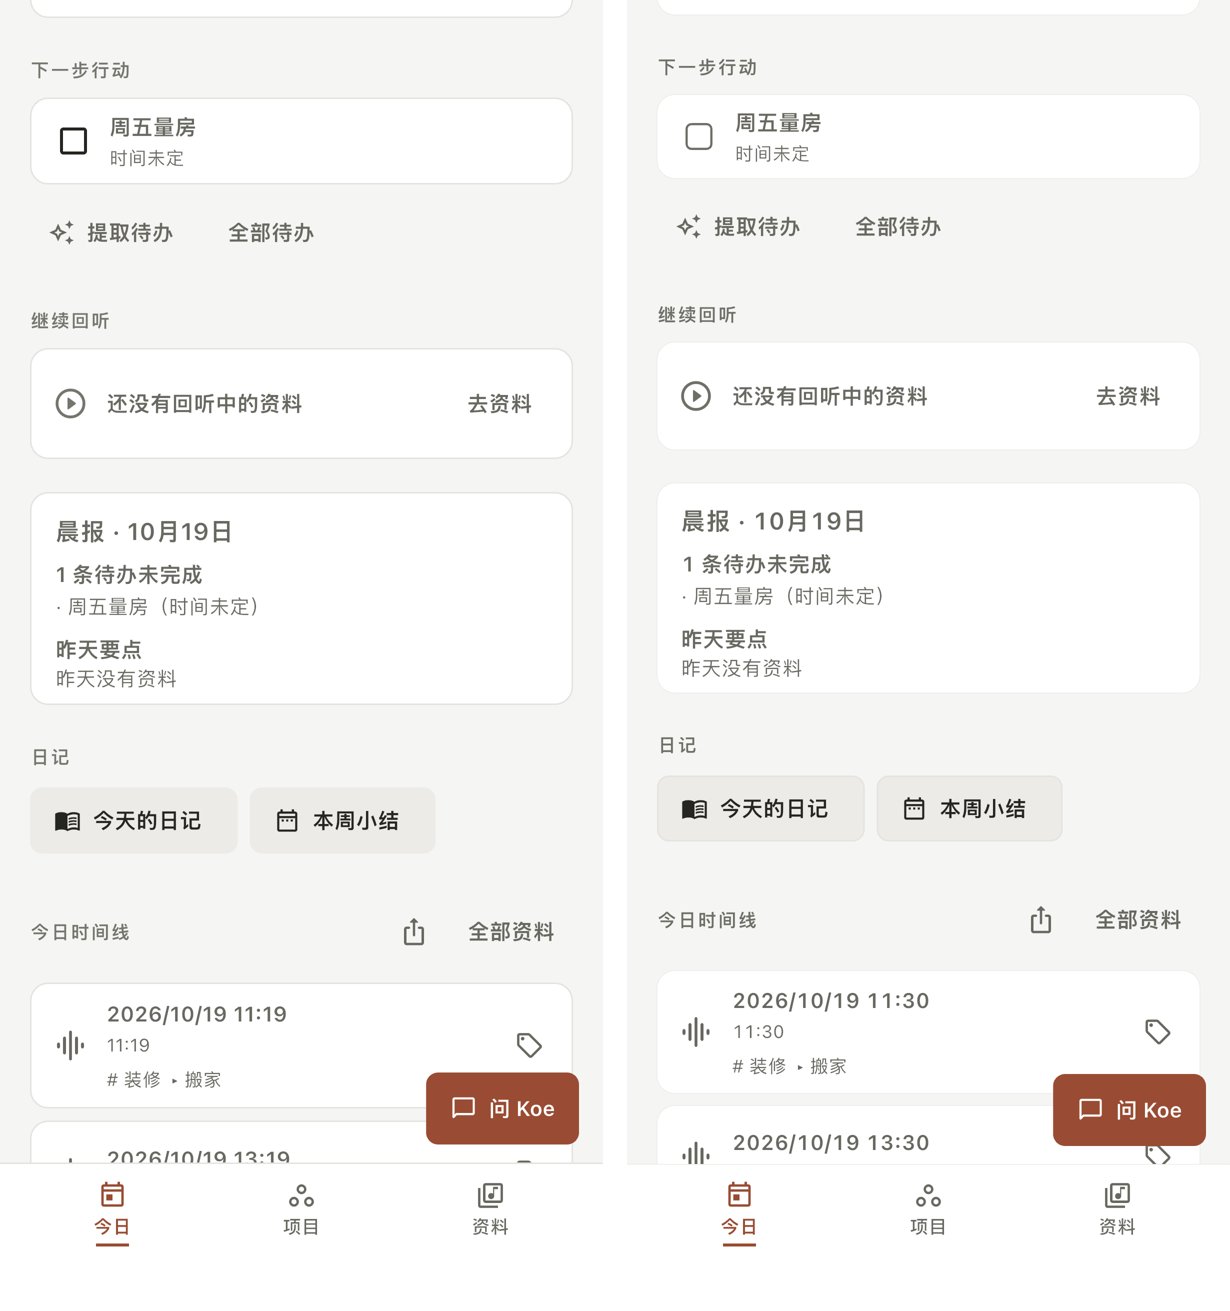 下一步行动
周五量房
时间未定
提取待办 全部待办
继续回听
还没有回听中的资料 去资料
晨报 · 10月19日
1 条待办未完成
· 周五量房（时间未定）
昨天要点
昨天没有资料
日记
今天的日记 本周小结
今日时间线 全部资料
2026/10/19 11:19
11:19
# 装修 ‣ 搬家
问 Koe
2026/10/19 13:19
今日 项目 资料
下一步行动
周五量房
时间未定
提取待办 全部待办
继续回听
还没有回听中的资料 去资料
晨报 · 10月19日
1 条待办未完成
· 周五量房（时间未定）
昨天要点
昨天没有资料
日记
今天的日记 本周小结
今日时间线 全部资料
2026/10/19 11:30
11:30
# 装修 ‣ 搬家
问 Koe
2026/10/19 13:30
今日 项目 资料